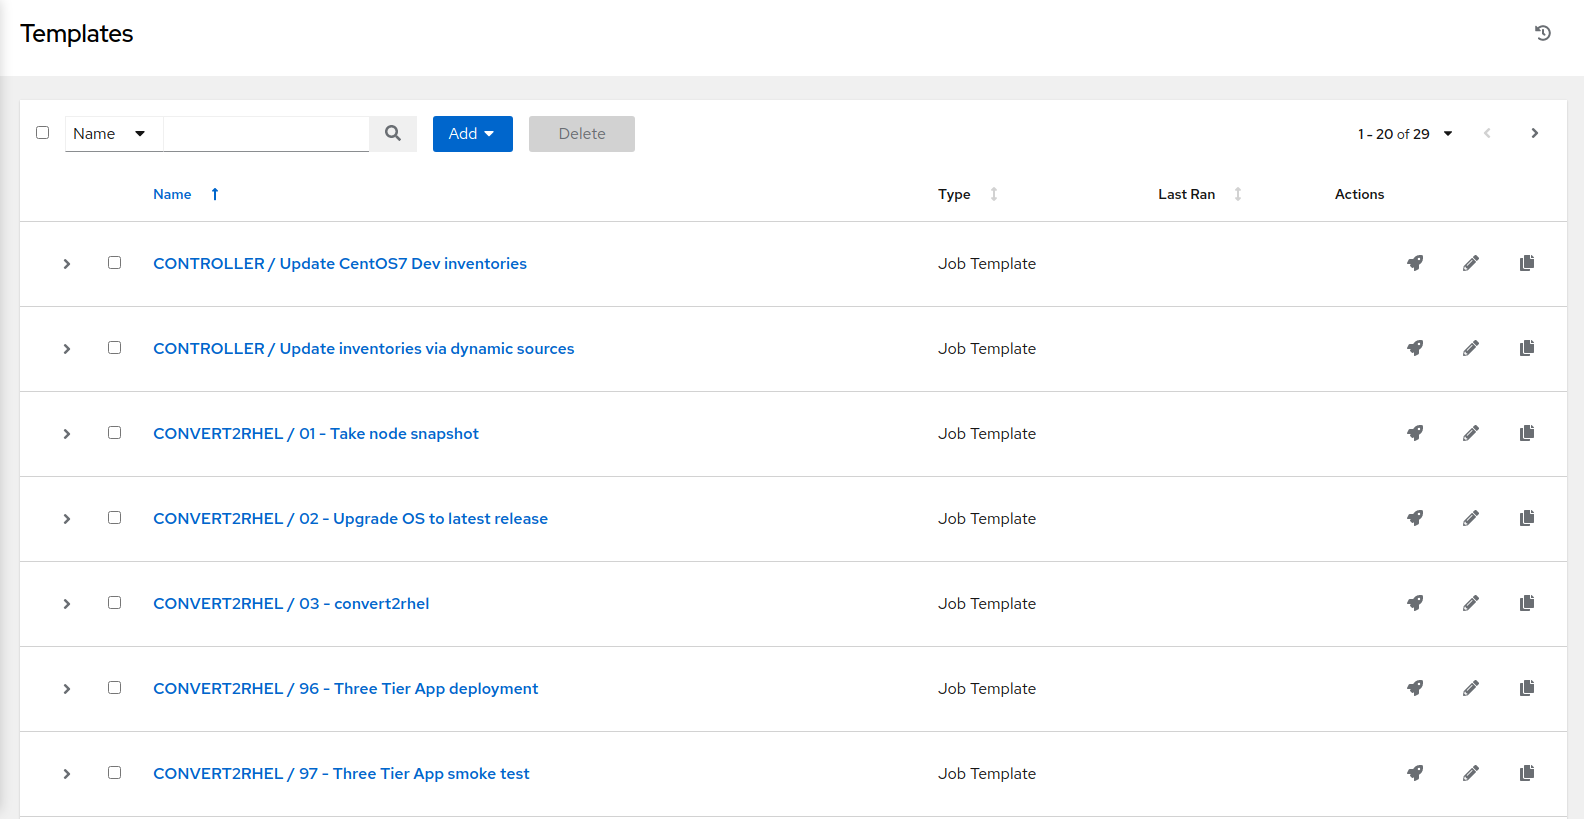 Templates
Name Add Delete 1 - 20 of 29
Name Type Last Ran Actions
CONTROLLER / Update CentOS7 Dev inventories Job Template
CONTROLLER / Update inventories via dynamic sources Job Template
CONVERT2RHEL / 01 - Take node snapshot Job Template
CONVERT2RHEL / 02 - Upgrade OS to latest release Job Template
CONVERT2RHEL / 03 - convert2rhel Job Template
CONVERT2RHEL / 96 - Three Tier App deployment Job Template
CONVERT2RHEL / 97 - Three Tier App smoke test Job Template